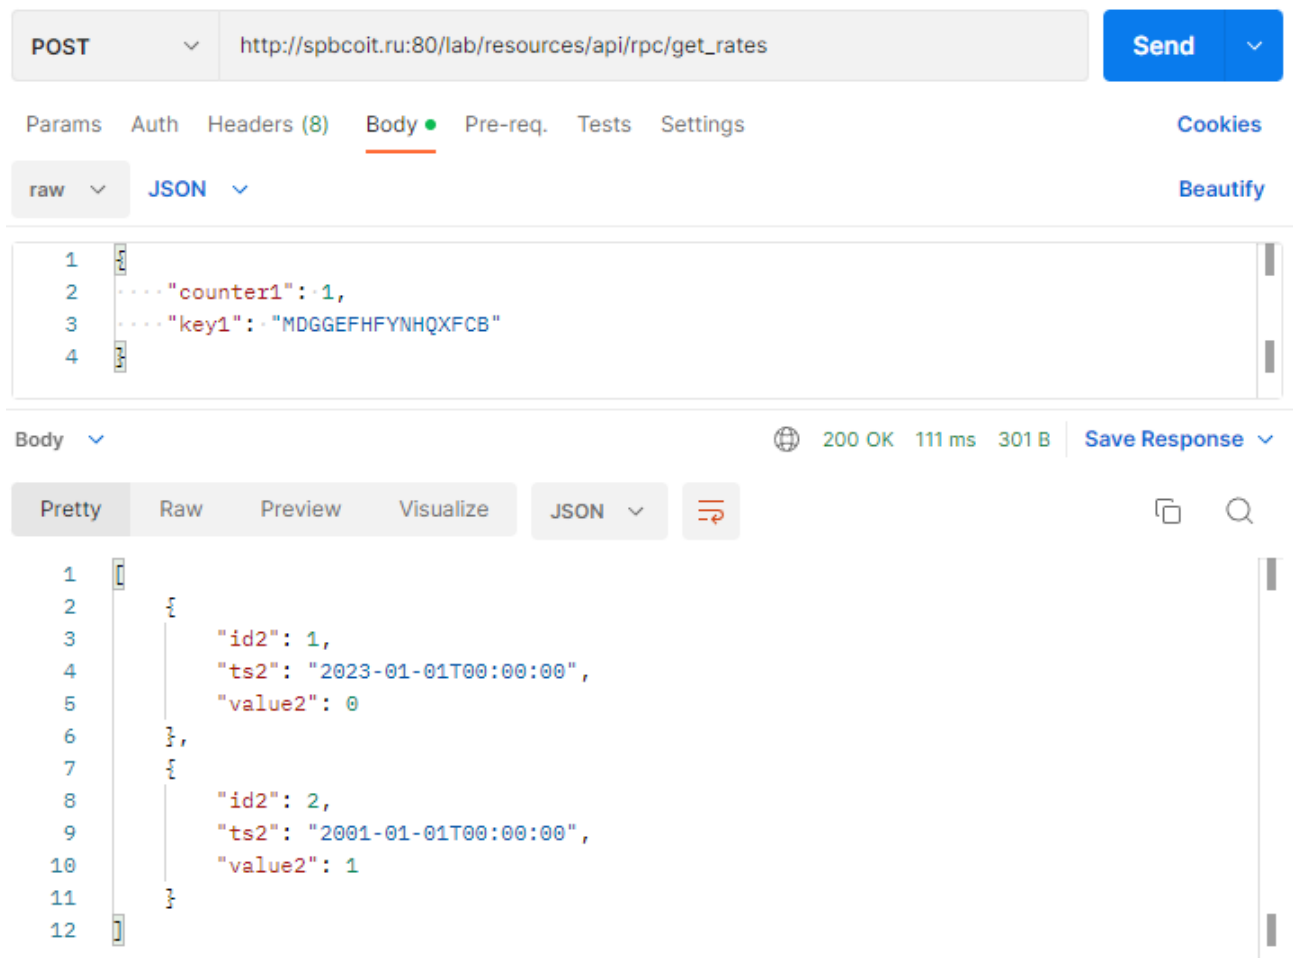 POST http://spbcoit.ru:80/lab/resources/api/rpc/get_rates Send
Params Auth Headers (8) Body Pre-req. Tests Settings Cookies
raw JSON Beautify
1 {
2 "counter1": 1,
3 "key1": "MDGGEFHFYNHQXFCB"
4 }
Body 200 OK 111 ms 301 B Save Response
Pretty Raw Preview Visualize JSON
1 [
2 {
3 "id2": 1,
4 "ts2": "2023-01-01T00:00:00",
5 "value2": 0
6 },
7 {
8 "id2": 2,
9 "ts2": "2001-01-01T00:00:00",
10 "value2": 1
11 }
12 ]